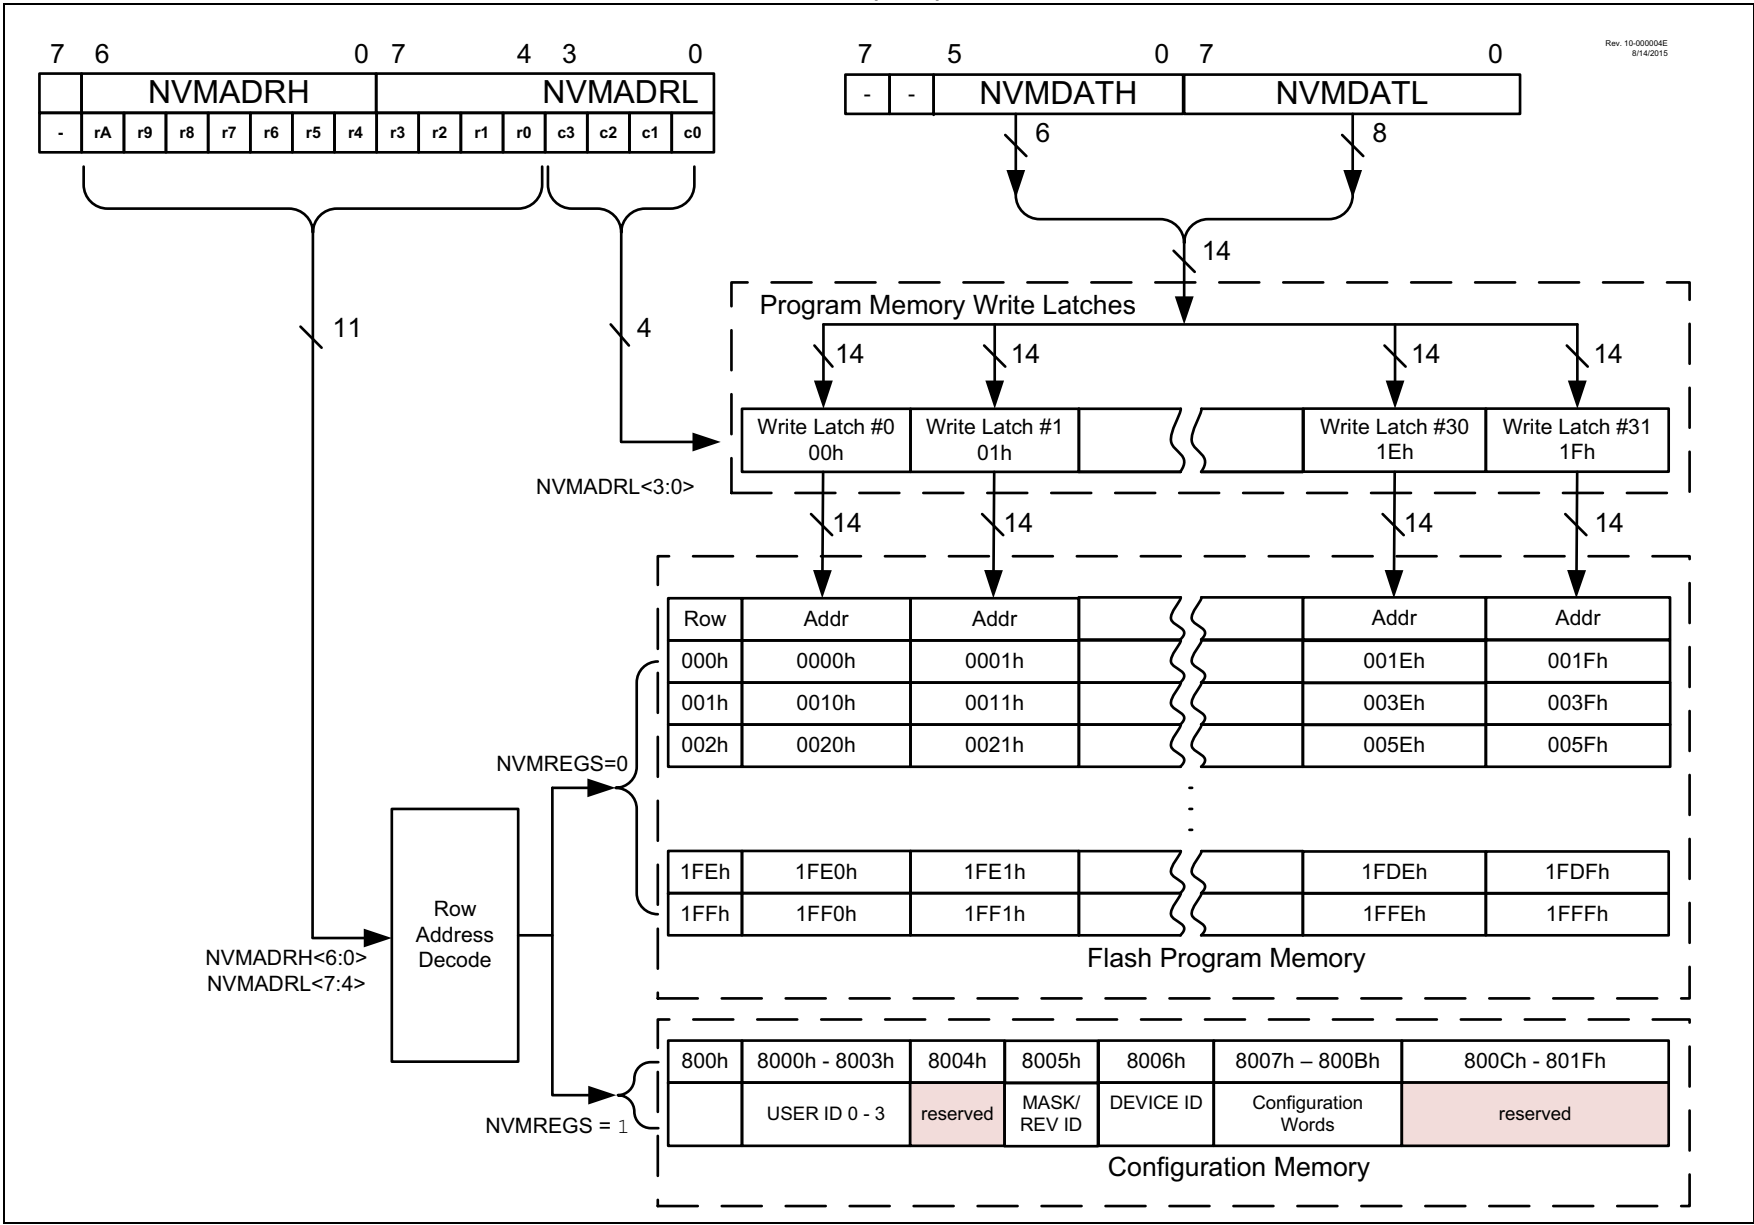 Rev. 10-000004E
8/14/2015
7 6 0 7 4 3 0
NVMADRH NVMADRL
- rA r9 r8 r7 r6 r5 r4 r3 r2 r1 r0 c3 c2 c1 c0
7 5 0 7 0
- - NVMDATH NVMDATL
6 8
14
11
4
Program Memory Write Latches
14 14 14 14
Write Latch #0
00h
Write Latch #1
01h
Write Latch #30
1Eh
Write Latch #31
1Fh
NVMADRL<3:0>
14 14 14 14
Row Addr Addr Addr Addr
000h 0000h 0001h 001Eh 001Fh
001h 0010h 0011h 003Eh 003Fh
002h 0020h 0021h 005Eh 005Fh
NVMREGS=0
1FEh 1FE0h 1FE1h 1FDEh 1FDFh
1FFh 1FF0h 1FF1h 1FFEh 1FFFh
Flash Program Memory
Row
Address
Decode
NVMADRH<6:0>
NVMADRL<7:4>
800h 8000h - 8003h 8004h 8005h 8006h 8007h – 800Bh 800Ch - 801Fh
USER ID 0 - 3
reserved
MASK/
REV ID
DEVICE ID
Configuration
Words
reserved
NVMREGS = 1
Configuration Memory